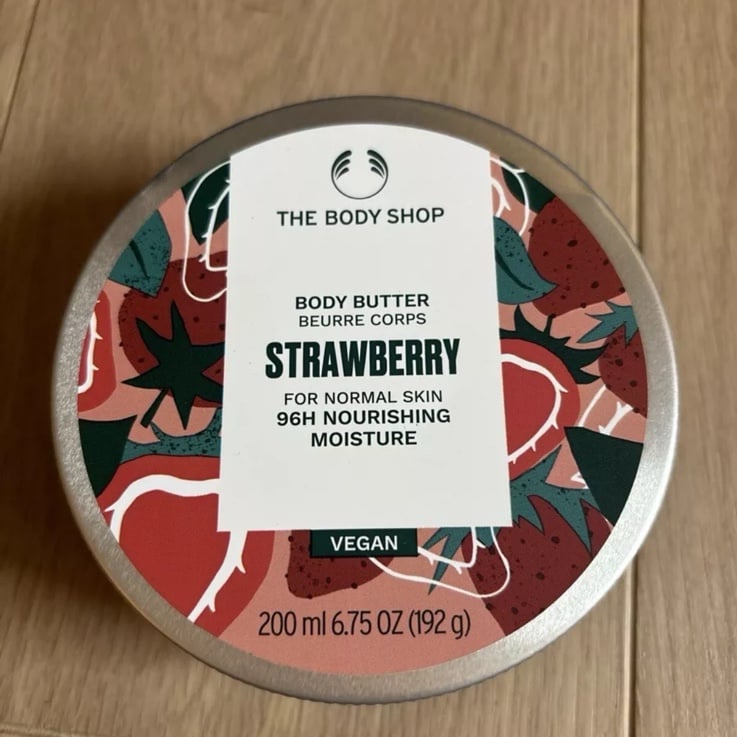 THE BODY SHOP
BODY BUTTER
BEURRE CORPS
STRAWBERRY
FOR NORMAL SKIN
96H NOURISHING
MOISTURE
VEGAN
200 ml 6.75 OZ (192 g)